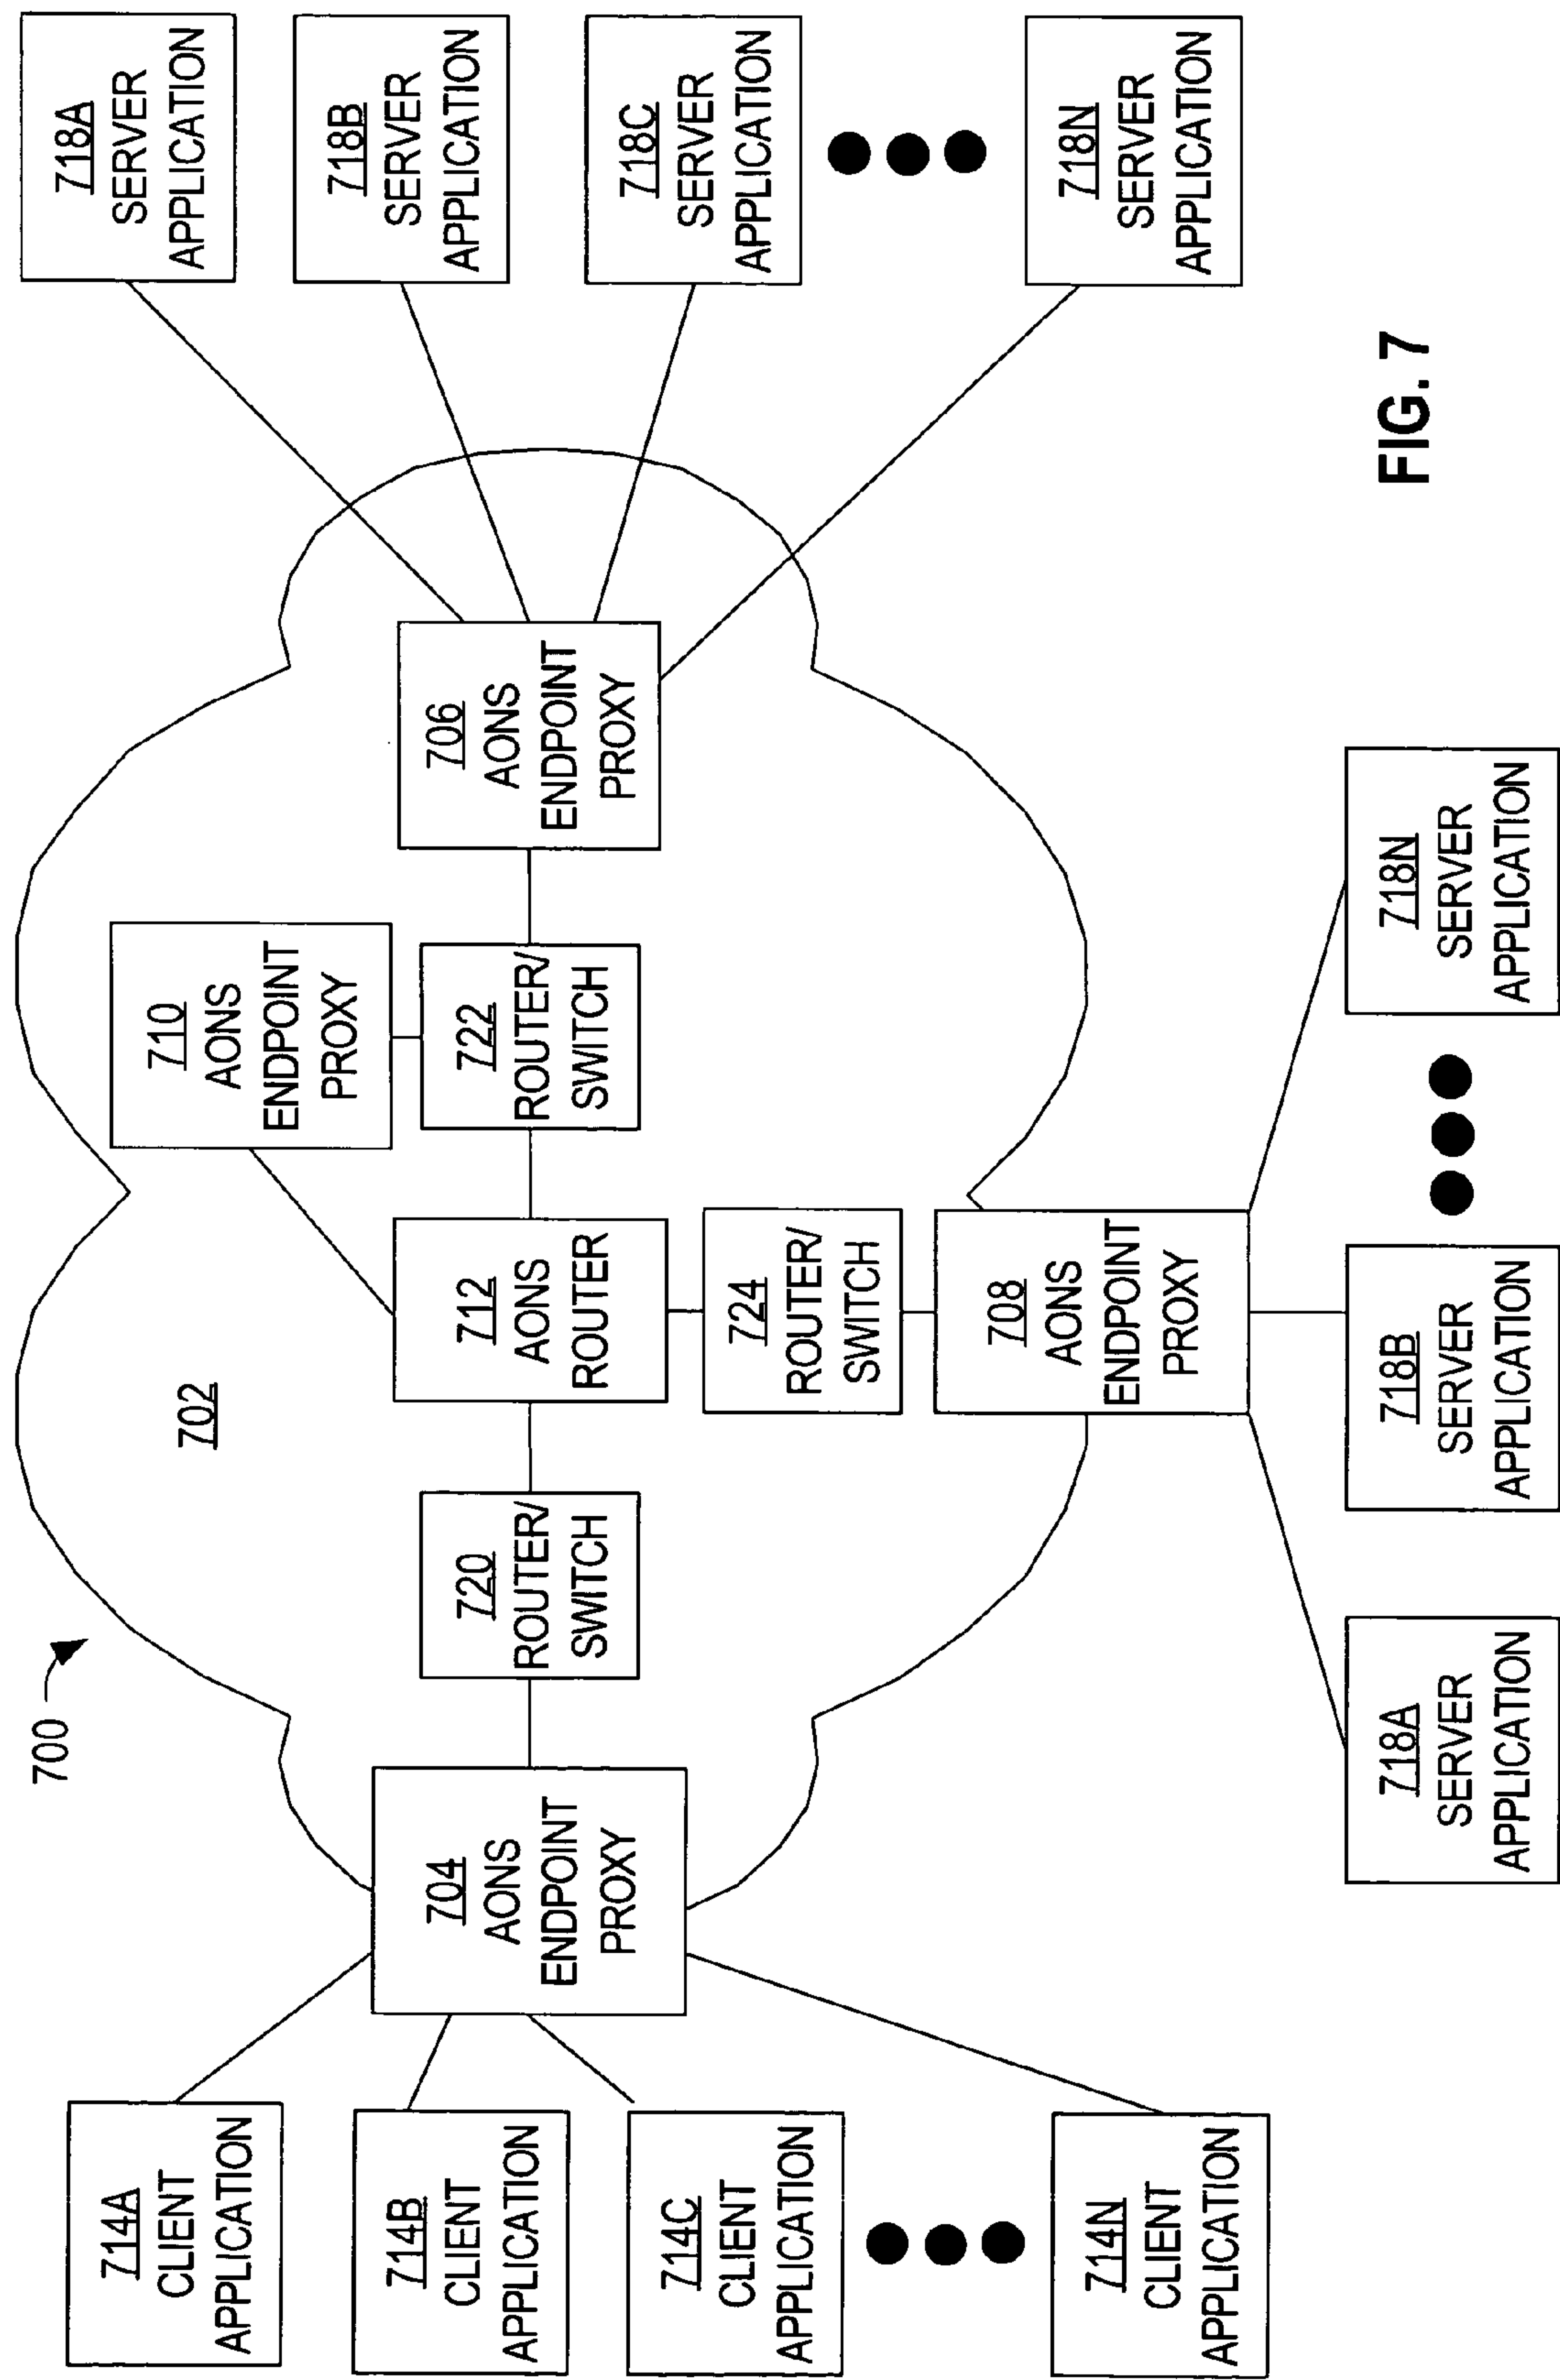 700
702
714A
CLIENT
APPLICATION
714B
CLIENT
APPLICATION
714C
CLIENT
APPLICATION
714N
CLIENT
APPLICATION
704
AONS
ENDPOINT
PROXY
720
ROUTER/
SWITCH
712
AONS
ROUTER
710
AONS
ENDPOINT
PROXY
722
ROUTER/
SWITCH
706
AONS
ENDPOINT
PROXY
724
ROUTER/
SWITCH
708
AONS
ENDPOINT
PROXY
718A
SERVER
APPLICATION
718B
SERVER
APPLICATION
718C
SERVER
APPLICATION
718N
SERVER
APPLICATION
718A
SERVER
APPLICATION
718B
SERVER
APPLICATION
718N
SERVER
APPLICATION
FIG. 7